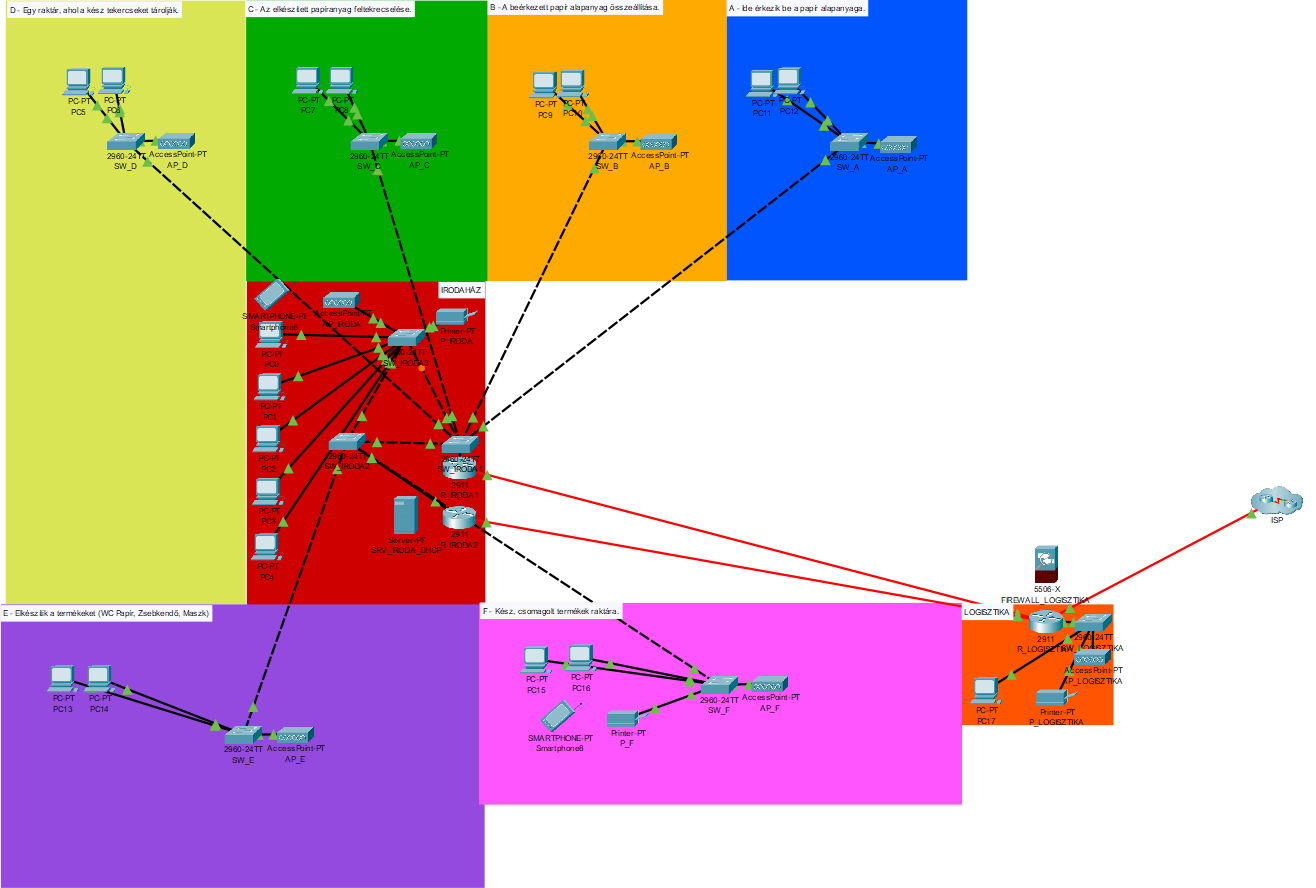 D - Egy raktár, ahol a kész tekercseket tárolják.
C - Az elkészített papíranyag feltekrecselése.
B - A beérkezett papír alapanyag összeállítása.
A - Ide érkezik be a papír alapanyaga.
PC-PT
PC5
PC-PT
PC6
2960-24TT
SW_D
AccessPoint-PT
AP_D
PC-PT
PC7
PC-PT
PC8
2960-24TT
SW_C
AccessPoint-PT
AP_C
PC-PT
PC9
PC-PT
PC10
2960-24TT
SW_B
AccessPoint-PT
AP_B
PC-PT
PC11
PC-PT
PC12
2960-24TT
SW_A
AccessPoint-PT
AP_A
IRODAHÁZ
SMARTPHONE-PT
AccessPoint-PT
AP_IRODA
Printer-PT
P_IRODA
PC-PT
PC0
PC-PT
PC1
PC-PT
PC2
PC-PT
PC3
PC-PT
PC4
2960-24TT
SW_IRODA3
2960-24TT
SW_IRODA2
2960-24TT
SW_IRODA1
2911
R_IRODA1
Server-PT
SRV_IRODA_DHCP
2911
R_IRODA2
ISP
5506-X
FIREWALL_LOGISZTIKA
LOGISZTIKA
2911
R_LOGISZTIKA
2960-24TT
AccessPoint-PT
AP_LOGISZTIKA
PC-PT
PC17
Printer-PT
P_LOGISZTIKA
E - Elkészítik a termékeket (WC Papír, Zsebkendő, Maszk)
PC-PT
PC13
PC-PT
PC14
2960-24TT
SW_E
AccessPoint-PT
AP_E
F - Kész, csomagolt termékek raktára.
PC-PT
PC15
PC-PT
PC16
SMARTPHONE-PT
Smartphone6
Printer-PT
P_F
2960-24TT
SW_F
AccessPoint-PT
AP_F